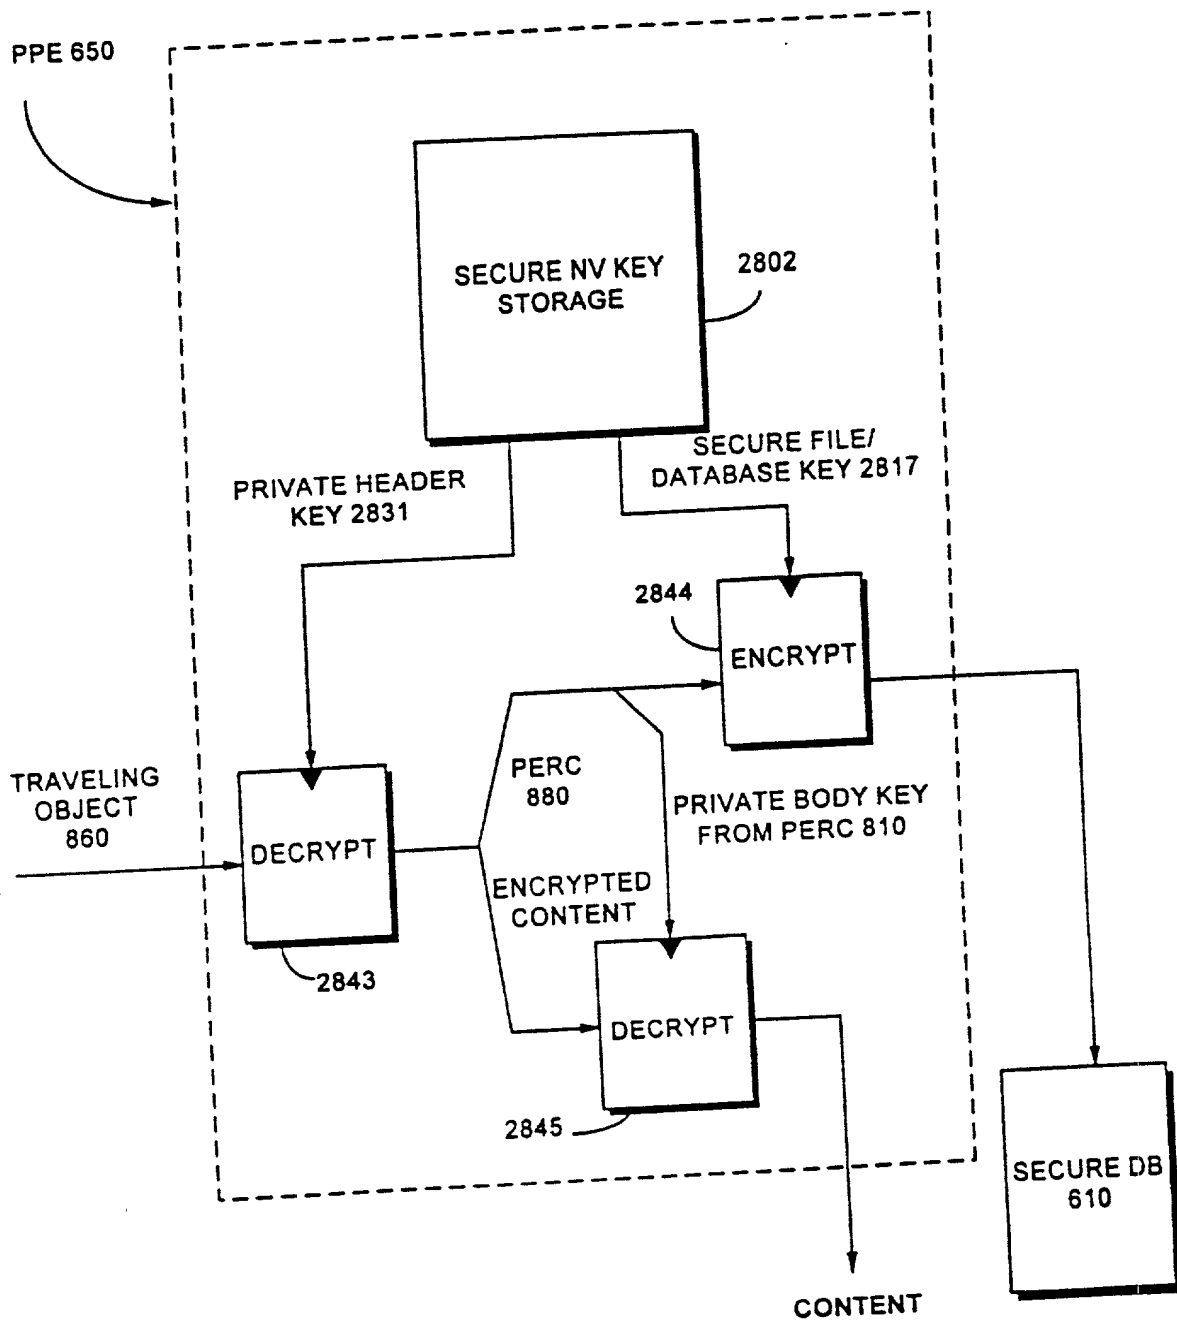 PPE 650
SECURE NV KEY
STORAGE
2802
SECURE FILE/
DATABASE KEY 2817
PRIVATE HEADER
KEY 2831
2844
ENCRYPT
TRAVELING
OBJECT
860
DECRYPT
PERC
880
PRIVATE BODY KEY
FROM PERC 810
ENCRYPTED
CONTENT
2843
DECRYPT
2845
SECURE DB
610
CONTENT